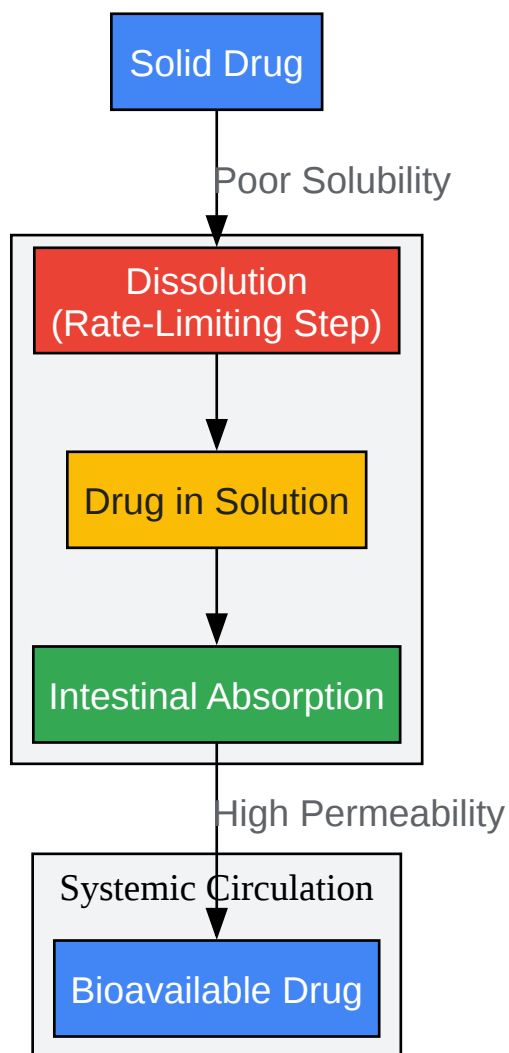 Solid Drug
Poor Solubility
Dissolution
(Rate-Limiting Step)
Drug in Solution
Intestinal Absorption
High Permeability
Systemic Circulation
Bioavailable Drug